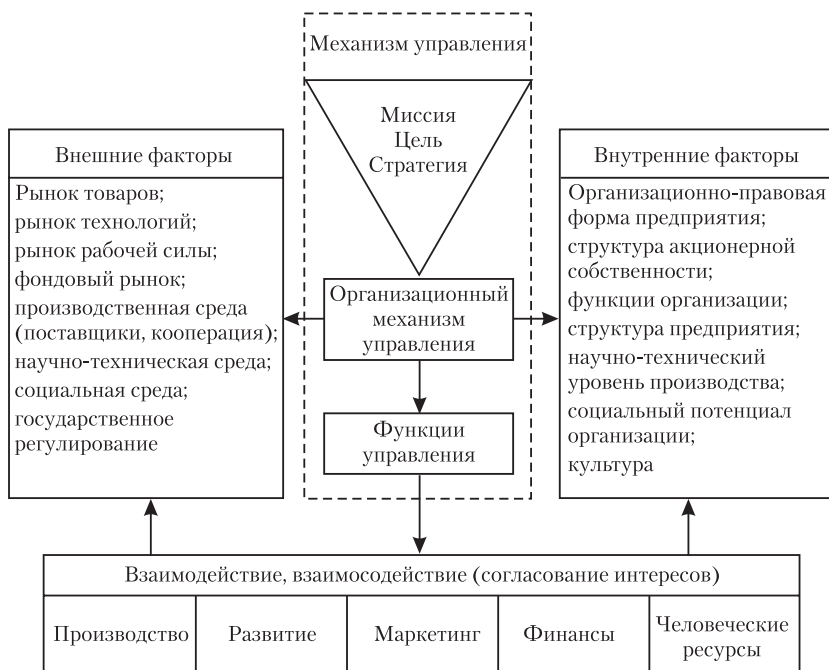 Механизм управления
Миссия
Цель
Стратегия
Внешние факторы
Рынок товаров;
рынок технологий;
рынок рабочей силы;
фондовый рынок;
производственная среда
(поставщики, кооперация);
научно-техническая среда;
социальная среда;
государственное
регулирование
Организационный
механизм
управления
Функции
управления
Внутренние факторы
Организационно-правовая
форма предприятия;
структура акционерной
собственности;
функции организации;
структура предприятия;
научно-технический
уровень производства;
социальный потенциал
организации;
культура
Взаимодействие, взаимосодействие (согласование интересов)
Производство
Развитие
Маркетинг
Финансы
Человеческие
ресурсы